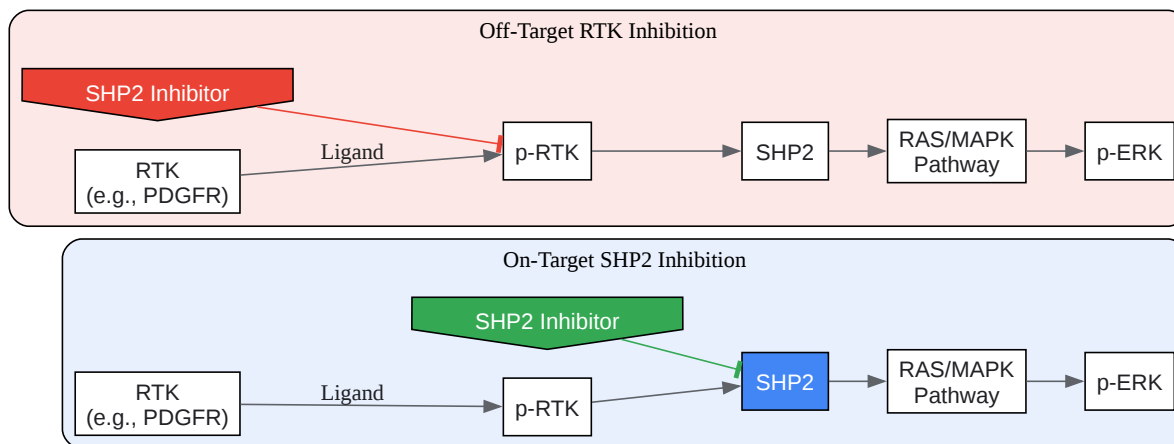 Off-Target RTK Inhibition
SHP2 Inhibitor
RTK
(e.g., PDGFR)
Ligand
p-RTK
SHP2
RAS/MAPK
Pathway
p-ERK
On-Target SHP2 Inhibition
SHP2 Inhibitor
RTK
(e.g., PDGFR)
Ligand
p-RTK
SHP2
RAS/MAPK
Pathway
p-ERK